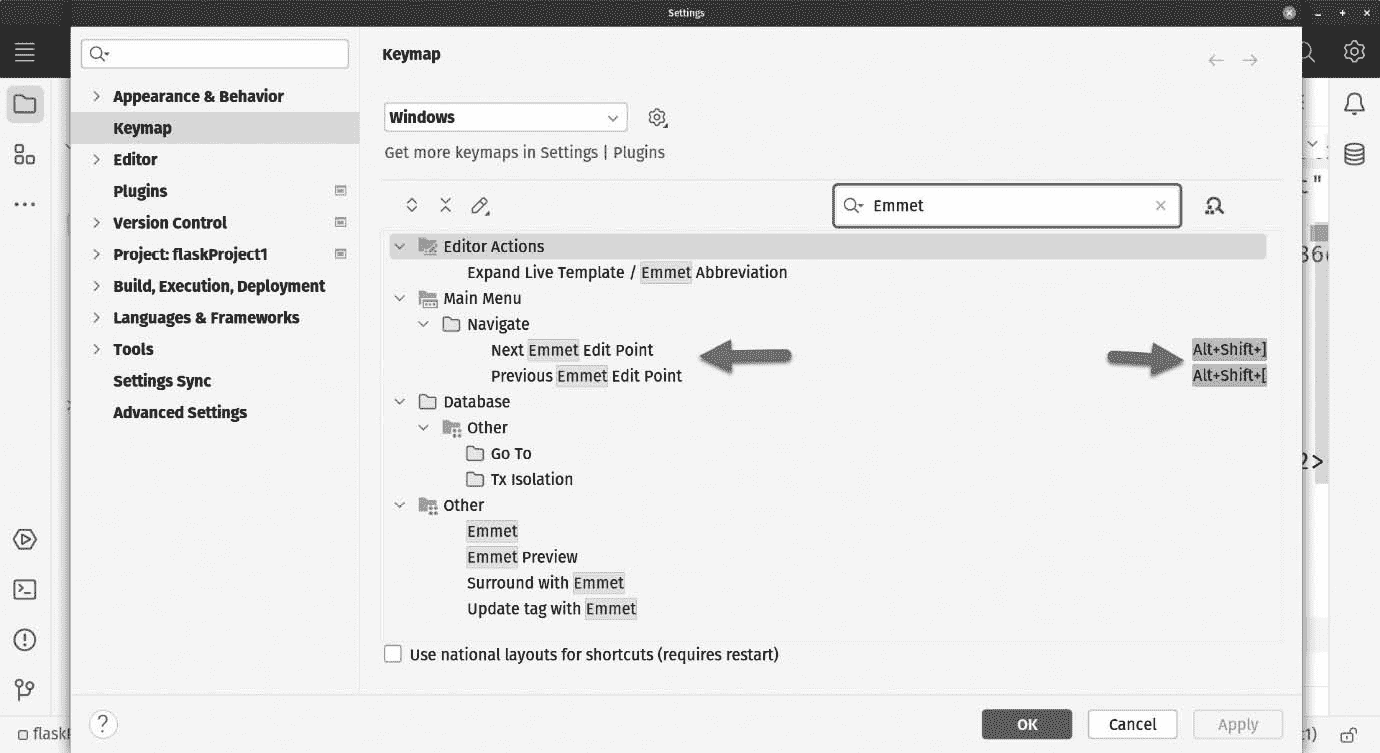 Settings
Keymap
Appearance & Behavior
Keymap
Editor
Plugins
Version Control
Project: flaskProject1
Build, Execution, Deployment
Languages & Frameworks
Tools
Settings Sync
Advanced Settings
Windows
Get more keymaps in Settings | Plugins
Emmet
Editor Actions
Expand Live Template / Emmet Abbreviation
Main Menu
Navigate
Next Emmet Edit Point Alt+Shift+]
Previous Emmet Edit Point Alt+Shift+[
Database
Other
Go To
Tx Isolation
Other
Emmet
Emmet Preview
Surround with Emmet
Update tag with Emmet
Use national layouts for shortcuts (requires restart)
? OK Cancel Apply